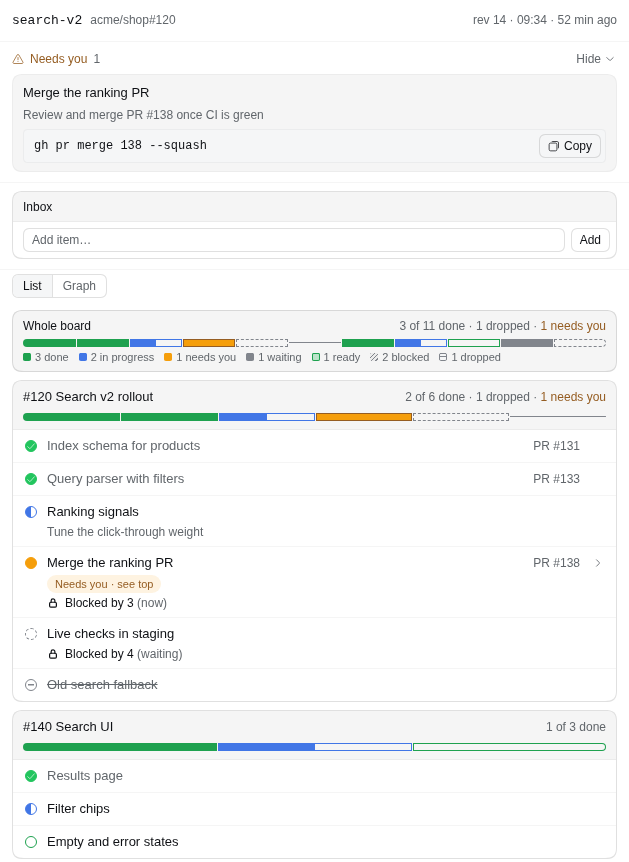 search-v2 acme/shop#120 rev 14 · 09:34 · 52 min ago
Needs you 1 Hide
Merge the ranking PR
Review and merge PR #138 once CI is green
gh pr merge 138 --squash Copy
Inbox
Add item… Add
List Graph
Whole board 3 of 11 done · 1 dropped · 1 needs you
3 done 2 in progress 1 needs you 1 waiting 1 ready 2 blocked 1 dropped
#120 Search v2 rollout 2 of 6 done · 1 dropped · 1 needs you
Index schema for products PR #131
Query parser with filters PR #133
Ranking signals
Tune the click-through weight
Merge the ranking PR PR #138
Needs you · see top
Blocked by 3 (now)
Live checks in staging
Blocked by 4 (waiting)
Old search fallback
#140 Search UI 1 of 3 done
Results page
Filter chips
Empty and error states